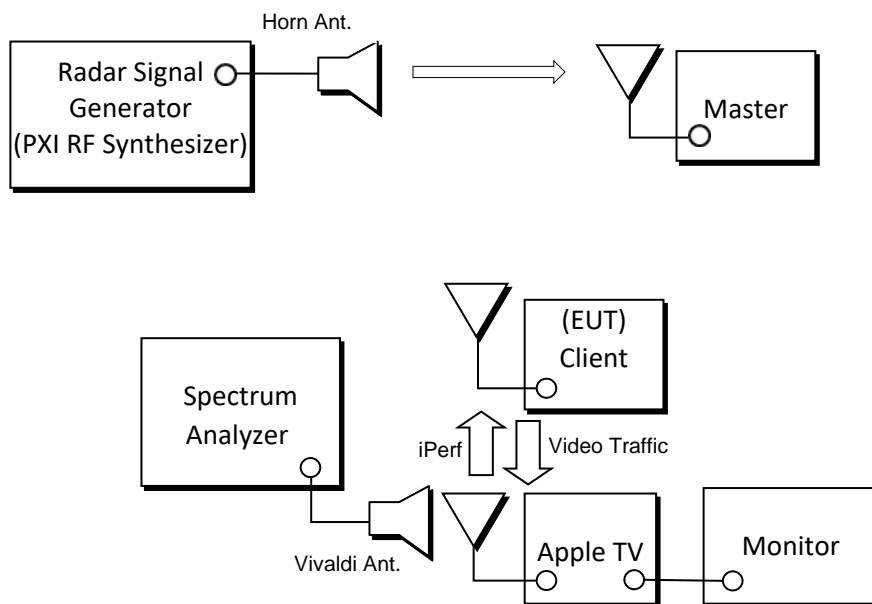 Horn Ant.
Radar Signal
Generator
(PXI RF Synthesizer)
Master
(EUT)
Client
Spectrum
Analyzer
iPerf
Video Traffic
Vivaldi Ant.
Apple TV
Monitor